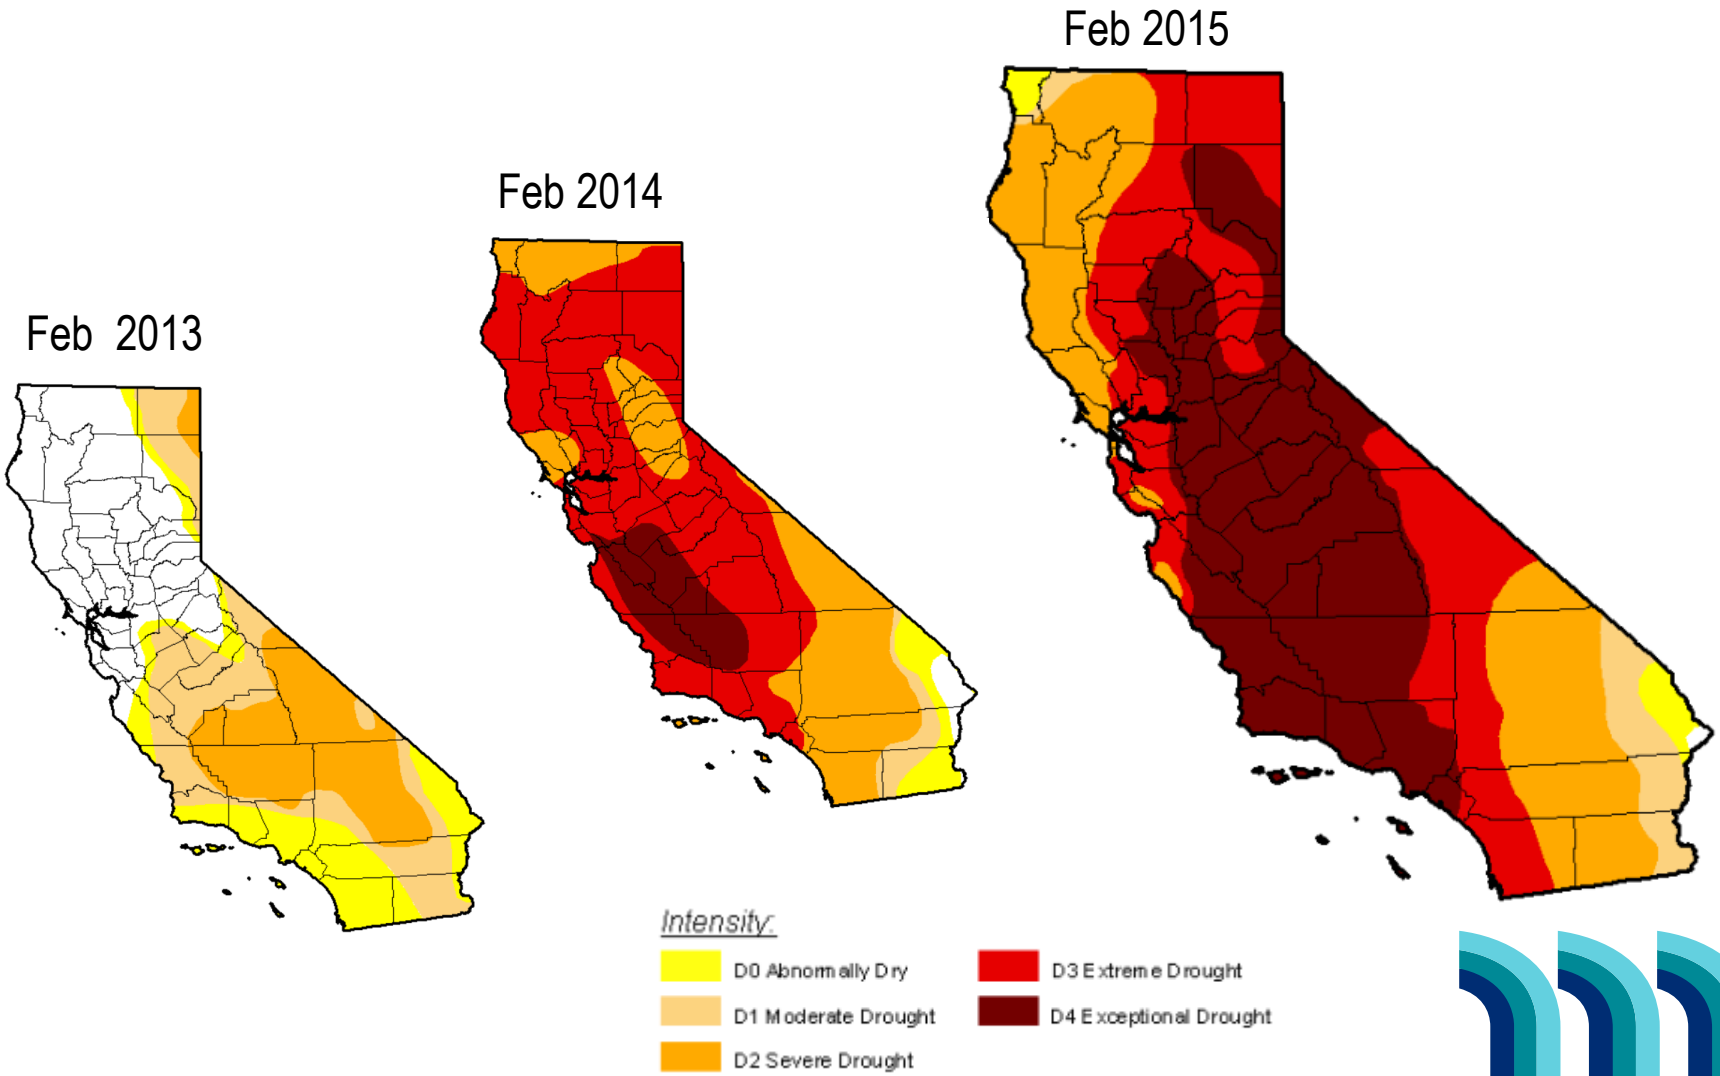 Feb 2015
Feb 2014
Feb 2013
Intensity:
D0 Abnormally Dry
D1 Moderate Drought
D2 Severe Drought
D3 Extreme Drought
D4 Exceptional Drought